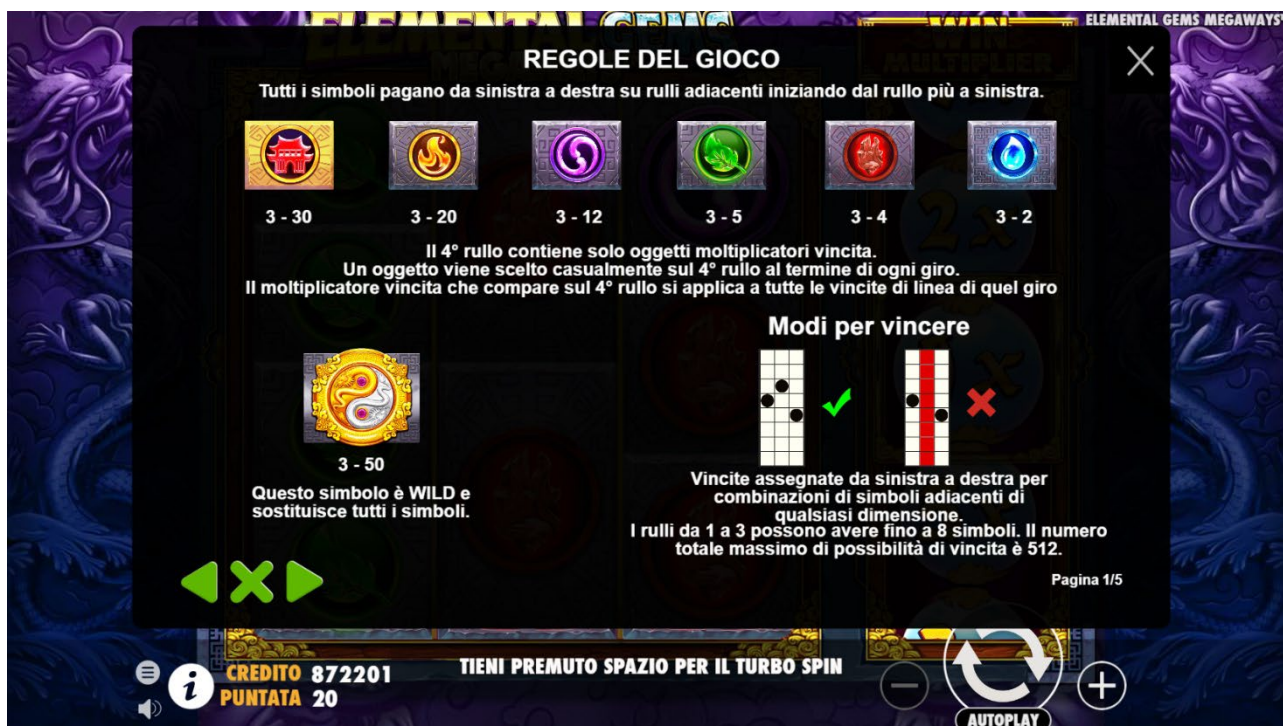 ELEMENTAL GEMS
MEGAWAYS
WIN
MULTIPLIER
ELEMENTAL GEMS MEGAWAYS
REGOLE DEL GIOCO
Tutti i simboli pagano da sinistra a destra su rulli adiacenti iniziando dal rullo più a sinistra.
3 - 30 3 - 20 3 - 12 3 - 5 3 - 4 3 - 2
2x
Il 4° rullo contiene solo oggetti moltiplicatori vincita.
Un oggetto viene scelto casualmente sul 4° rullo al termine di ogni giro.
Il moltiplicatore vincita che compare sul 4° rullo si applica a tutte le vincite di linea di quel giro
3 - 50
Questo simbolo è WILD e
sostituisce tutti i simboli.
Modi per vincere
Vincite assegnate da sinistra a destra per
combinazioni di simboli adiacenti di
qualsiasi dimensione.
I rulli da 1 a 3 possono avere fino a 8 simboli. Il numero
totale massimo di possibilità di vincita è 512.
Pagina 1/5
CREDITO 872201
PUNTATA 20
TIENI PREMUTO SPAZIO PER IL TURBO SPIN
AUTOPLAY